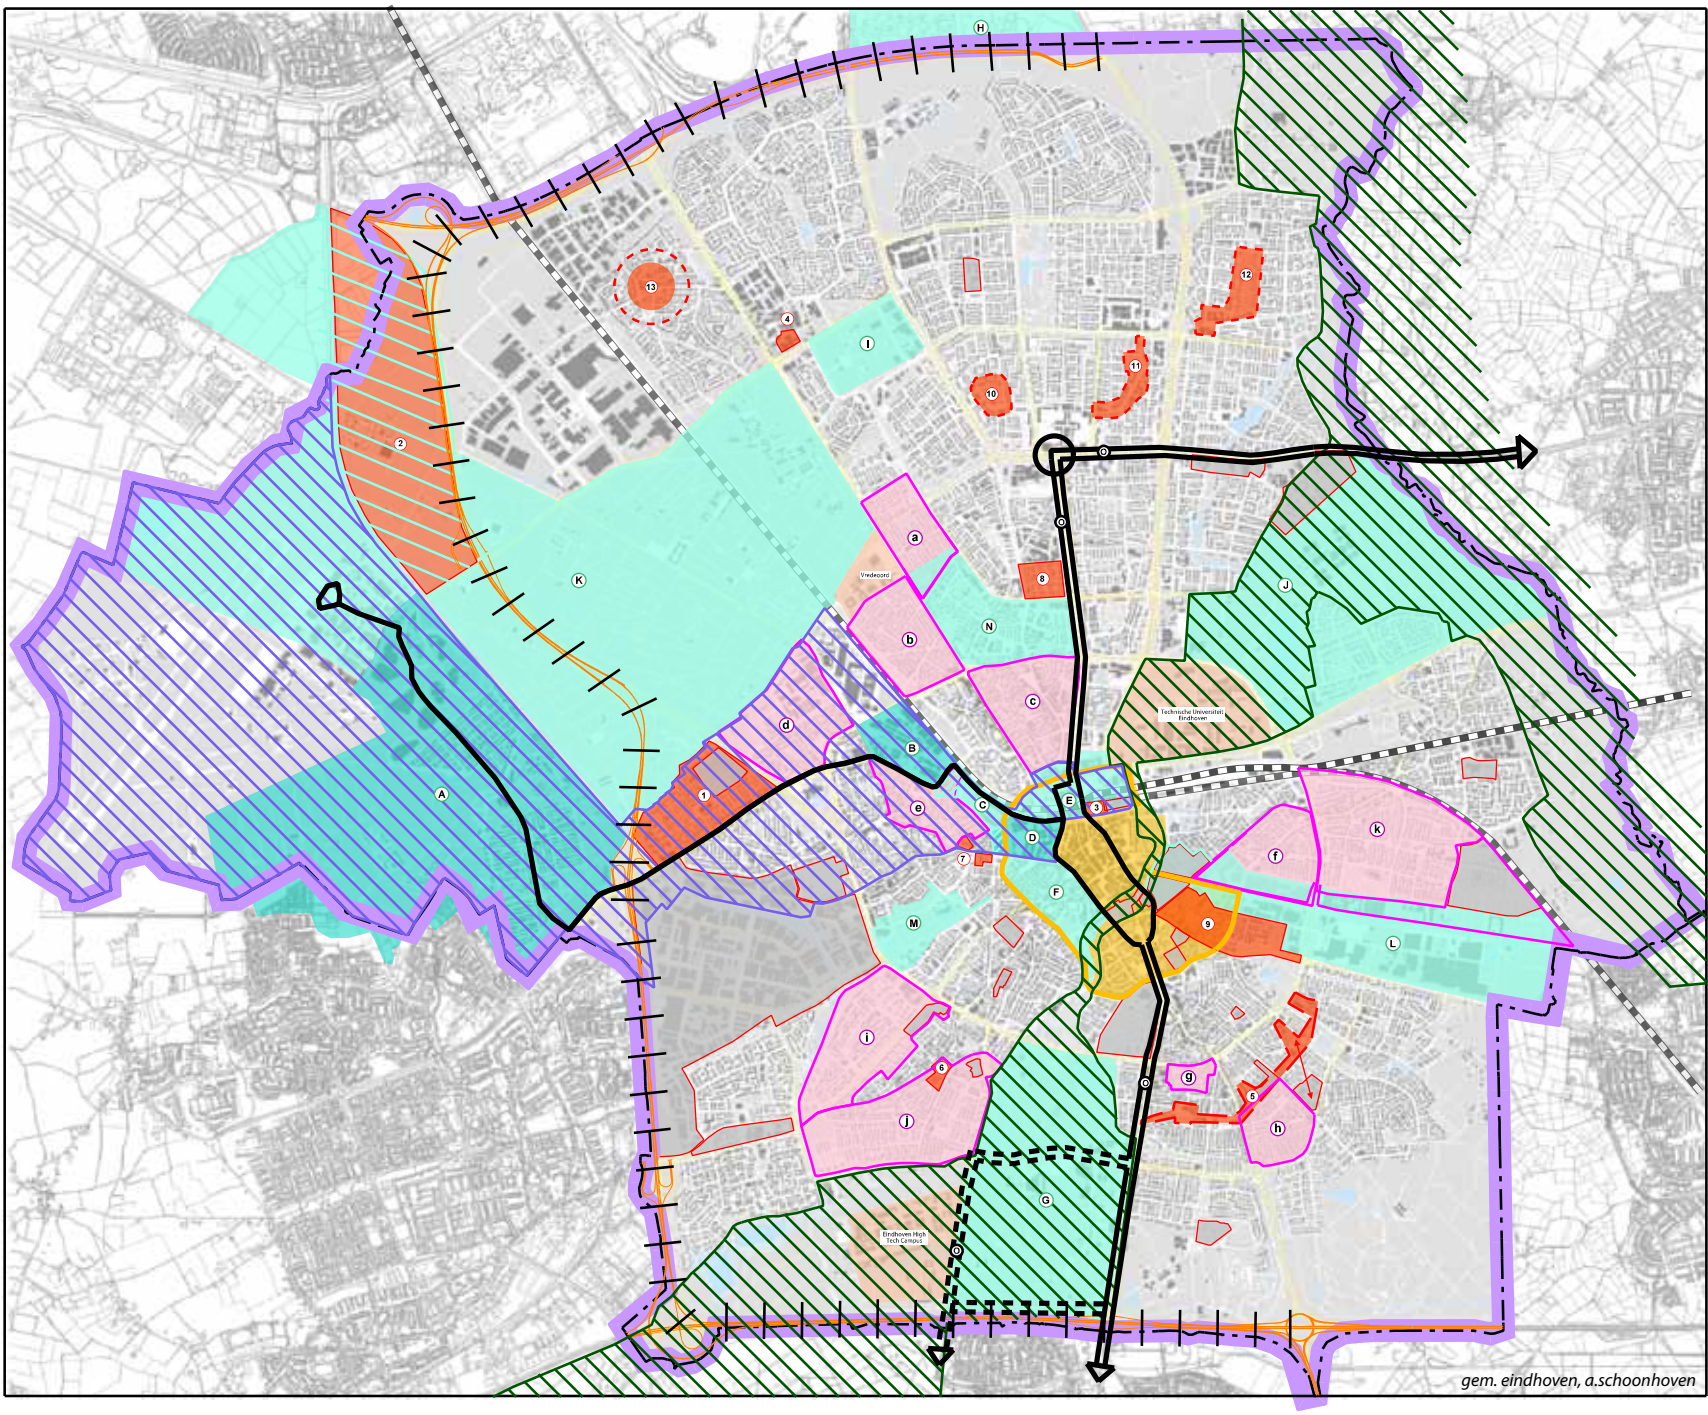 H
12
13
4
I
11
10
2
O
O
a
K
Vredeoord
8
J
N
b
c
Technische Universiteit
Eindhoven
d
B
A
1
E
3
C
e
D
k
f
7
F
M
9
L
i
6
g
O
5
j
h
G
Eindhoven High
Tech Campus
O
gem. eindhoven, a.schoonhoven